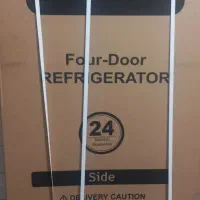 Four-Door
REFRIGERATOR
24
Side
⚠ DELIVERY CAUTION